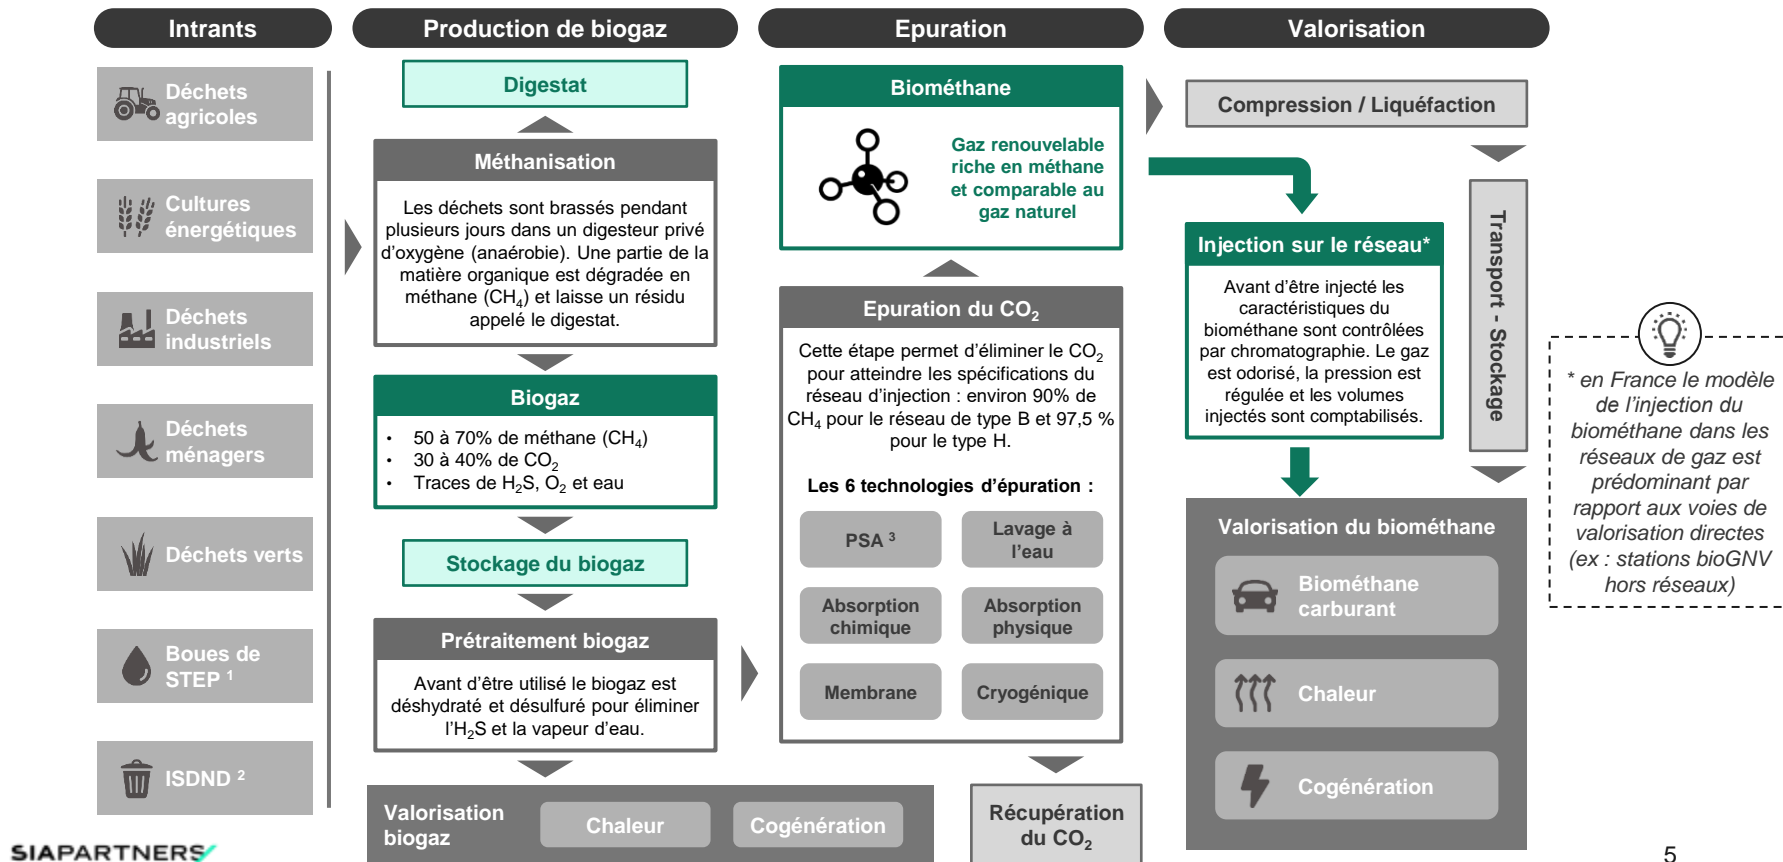 Intrants
Déchets
agricoles
Cultures
énergétiques
Déchets
industriels
Déchets
ménagers
Déchets verts
Boues de
STEP ¹
ISDND ²
Production de biogaz
Digestat
Méthanisation
Les déchets sont brassés pendant
plusieurs jours dans un digesteur privé
d’oxygène (anaérobie). Une partie de la
matière organique est dégradée en
méthane (CH₄) et laisse un résidu
appelé le digestat.
Biogaz
• 50 à 70% de méthane (CH₄)
• 30 à 40% de CO₂
• Traces de H₂S, O₂ et eau
Stockage du biogaz
Prétraitement biogaz
Avant d’être utilisé le biogaz est
déshydraté et désulfuré pour éliminer
l’H₂S et la vapeur d’eau.
Valorisation
biogaz
Chaleur
Cogénération
Epuration
Biométhane
Gaz renouvelable
riche en méthane
et comparable au
gaz naturel
Epuration du CO₂
Cette étape permet d’éliminer le CO₂
pour atteindre les spécifications du
réseau d’injection : environ 90% de
CH₄ pour le réseau de type B et 97,5 %
pour le type H.
Les 6 technologies d’épuration :
PSA ³
Lavage à
l’eau
Absorption
chimique
Absorption
physique
Membrane
Cryogénique
Récupération
du CO₂
Valorisation
Compression / Liquéfaction
Injection sur le réseau*
Avant d’être injecté les
caractéristiques du
biométhane sont contrôlées
par chromatographie. Le gaz
est odorisé, la pression est
régulée et les volumes
injectés sont comptabilisés.
Transport - Stockage
Valorisation du biométhane
Biométhane
carburant
Chaleur
Cogénération
* en France le modèle
de l’injection du
biométhane dans les
réseaux de gaz est
prédominant par
rapport aux voies de
valorisation directes
(ex : stations bioGNV
hors réseaux)
SIAPARTNERS
5